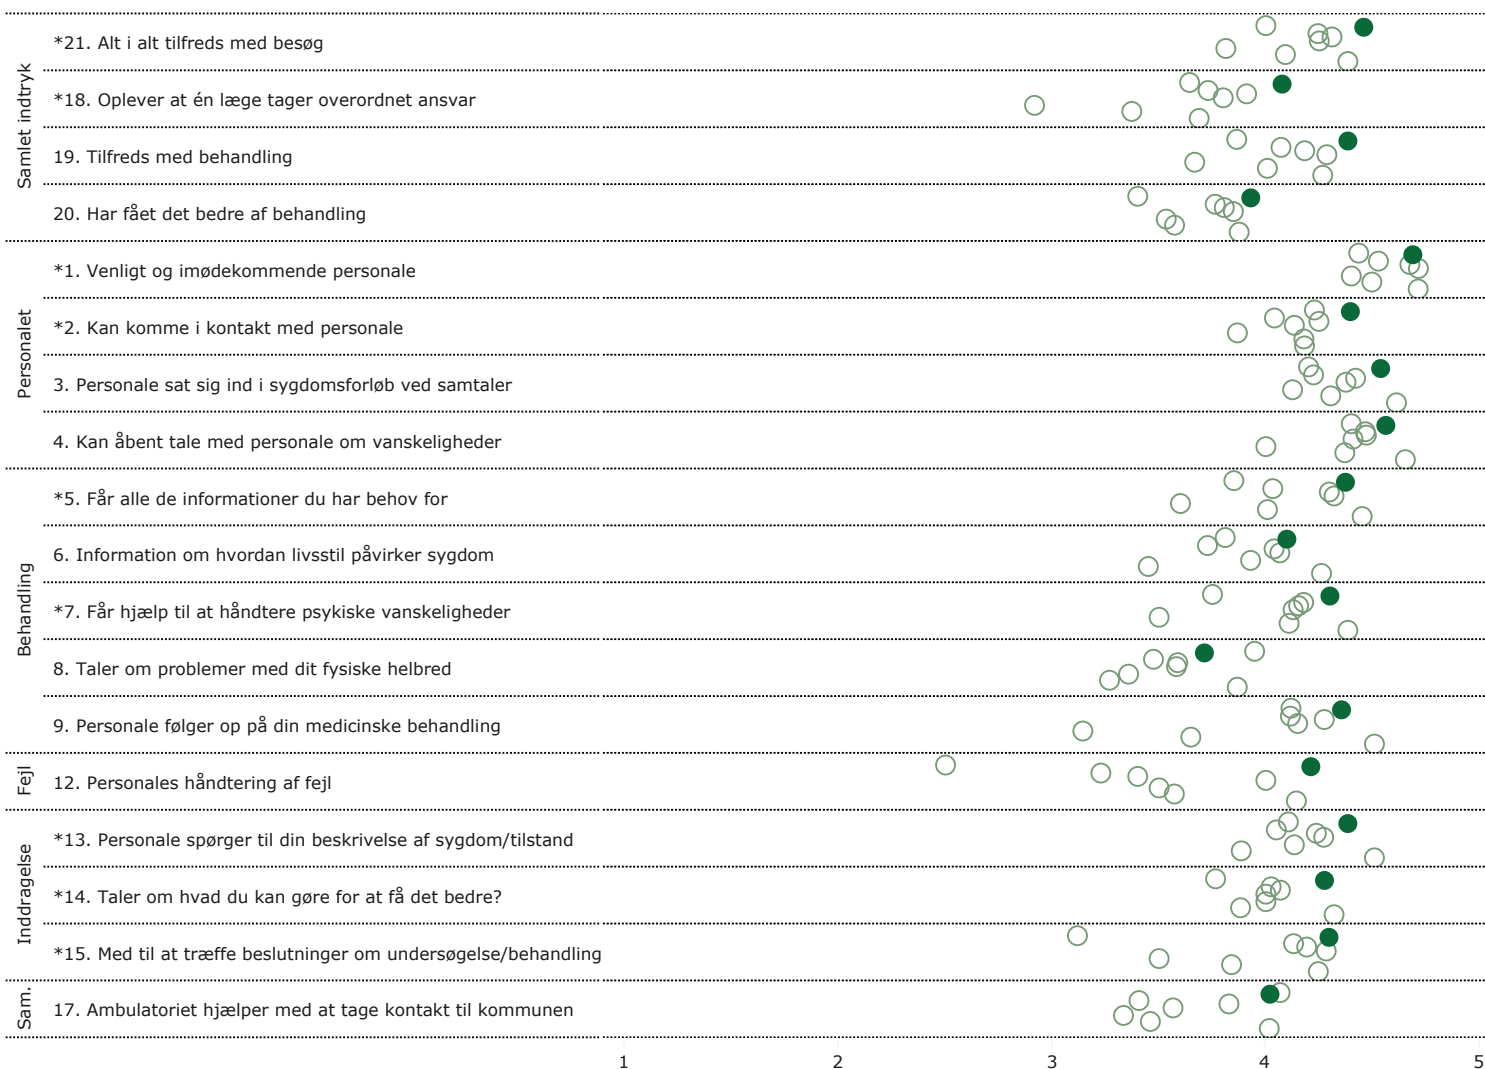 Samlet indtryk
*21. Alt i alt tilfreds med besøg
*18. Oplever at én læge tager overordnet ansvar
19. Tilfreds med behandling
20. Har fået det bedre af behandling
Personalet
*1. Venligt og imødekommende personale
*2. Kan komme i kontakt med personale
3. Personale sat sig ind i sygdomsforløb ved samtaler
4. Kan åbent tale med personale om vanskeligheder
Behandling
*5. Får alle de informationer du har behov for
6. Information om hvordan livsstil påvirker sygdom
*7. Får hjælp til at håndtere psykiske vanskeligheder
8. Taler om problemer med dit fysiske helbred
9. Personale følger op på din medicinske behandling
Fejl
12. Personales håndtering af fejl
Inddragelse
*13. Personale spørger til din beskrivelse af sygdom/tilstand
*14. Taler om hvad du kan gøre for at få det bedre?
*15. Med til at træffe beslutninger om undersøgelse/behandling
Sam.
17. Ambulatoriet hjælper med at tage kontakt til kommunen
1 2 3 4 5